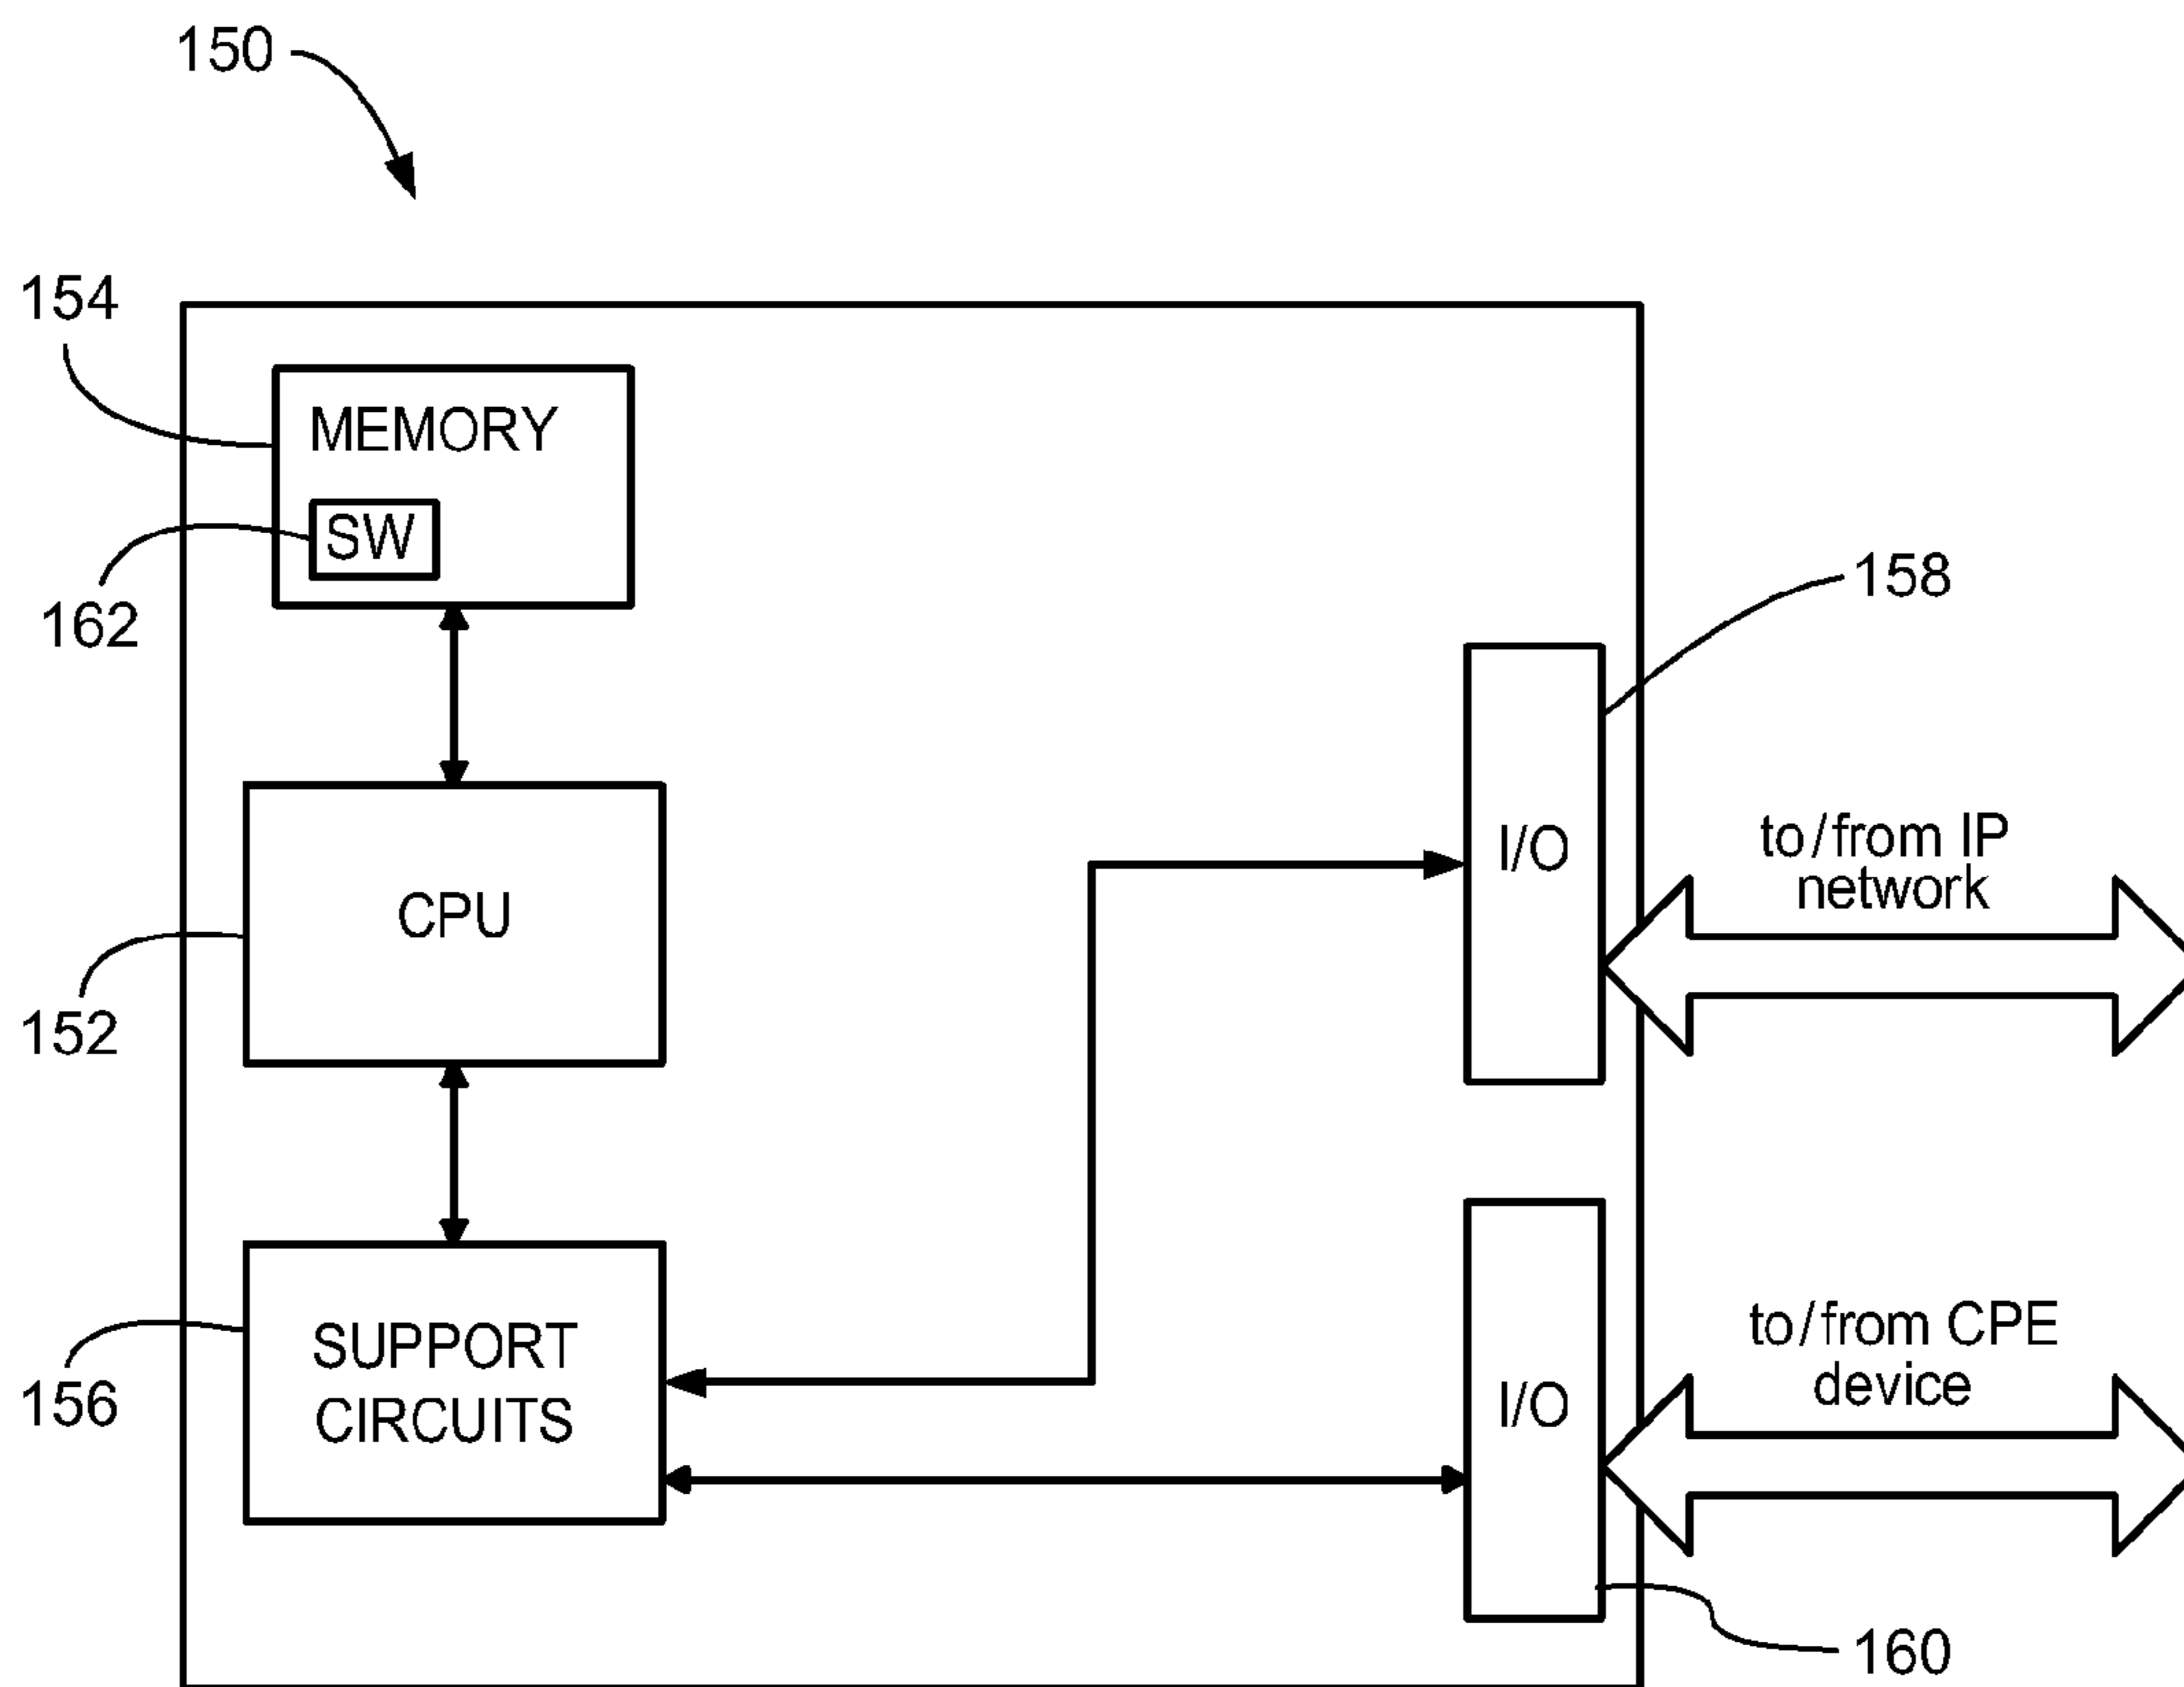 150
154
MEMORY
SW
162
158
I/O
to/from IP
network
CPU
152
SUPPORT
CIRCUITS
156
I/O
to/from CPE
device
160